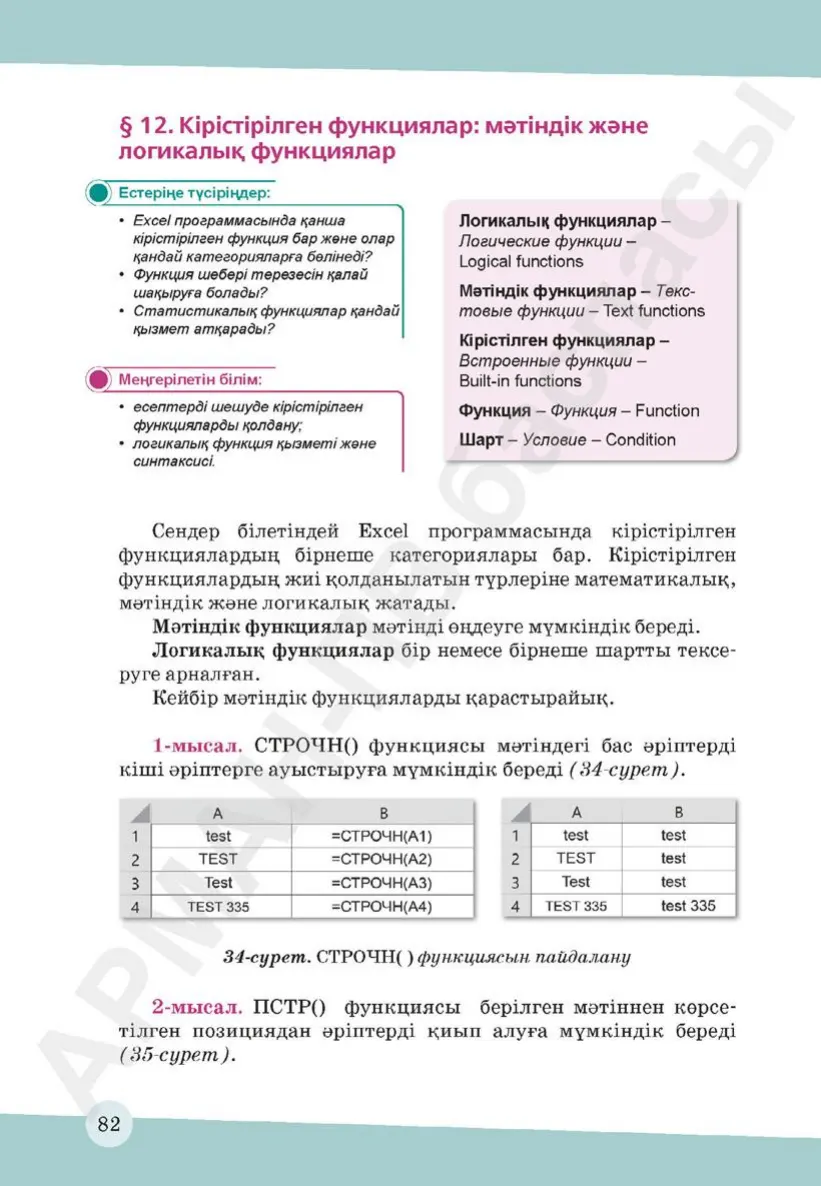 § 12. Кірістірілген функциялар: мәтіндік және
логикалық функциялар
Естеріңе түсіріңдер:
• Excel программасында қанша
кірістірілген функция бар және олар
қандай категорияларға бөлінеді?
• Функция шебері терезесін қалай
шақыруға болады?
• Статистикалық функциялар қандай
қызмет атқарады?
Меңгерілетін білім:
• есептерді шешуде кірістірілген
функцияларды қолдану;
• логикалық функция қызметі және
синтаксисі.
Логикалық функциялар –
Логические функции –
Logical functions
Мәтіндік функциялар – Текс-
товые функции – Text functions
Кірістілген функциялар –
Встроенные функции –
Built-in functions
Функция – Функция – Function
Шарт – Условие – Condition
Сендер білетіндей Excel программасында кірістірілген
функциялардың бірнеше категориялары бар. Кірістірілген
функциялардың жиі қолданылатын түрлеріне математикалық,
мәтіндік және логикалық жатады.
Мәтіндік функциялар мәтінді өңдеуге мүмкіндік береді.
Логикалық функциялар бір немесе бірнеше шартты тексе-
руге арналған.
Кейбір мәтіндік функцияларды қарастырайық.
1-мысал. СТРОЧН() функциясы мәтіндегі бас әріптерді
кіші әріптерге ауыстыруға мүмкіндік береді (34-сурет).
A B
1 test =СТРОЧН(A1)
2 TEST =СТРОЧН(A2)
3 Test =СТРОЧН(A3)
4 TEST 335 =СТРОЧН(A4)
A B
1 test test
2 TEST test
3 Test test
4 TEST 335 test 335
34-сурет. СТРОЧН( ) функциясын пайдалану
2-мысал. ПСТР() функциясы берілген мәтіннен көрсе-
тілген позициядан әріптерді қиып алуға мүмкіндік береді
(35-сурет).
82
АРМАН-ПВ баспасы